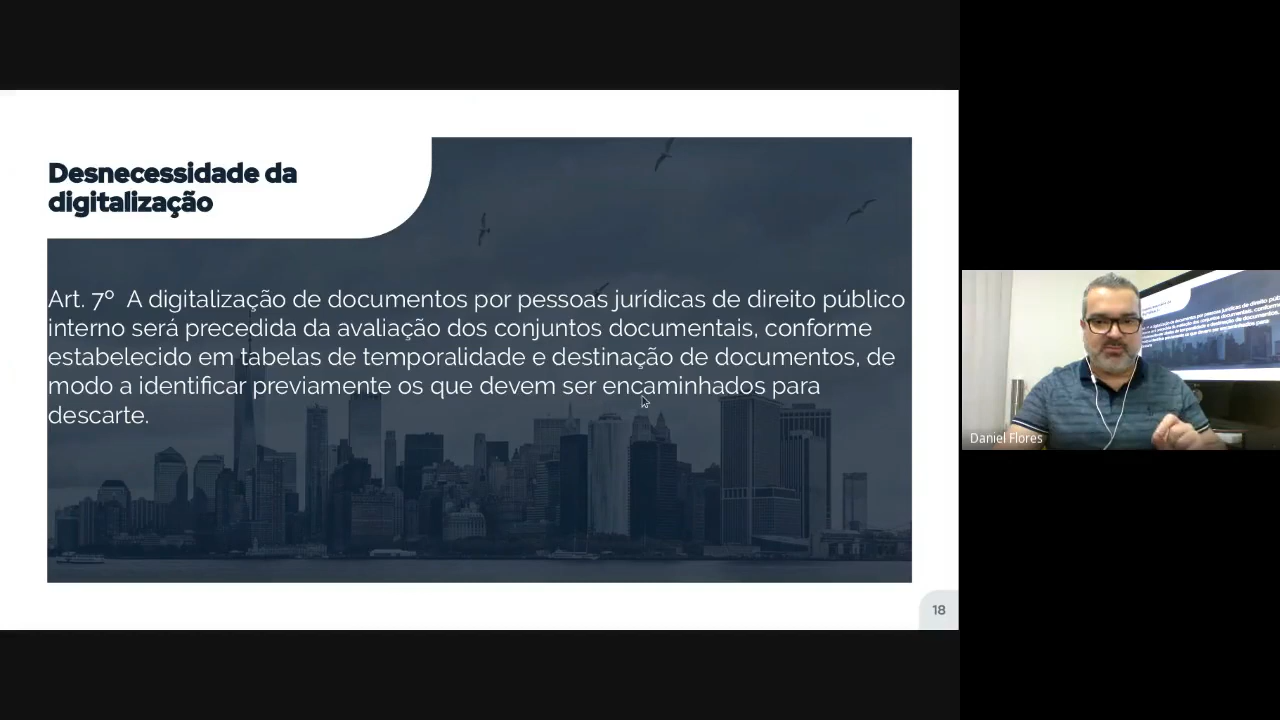 Desnecessidade da
digitalização
Art. 7º  A digitalização de documentos por pessoas jurídicas de direito público
interno será precedida da avaliação dos conjuntos documentais, conforme
estabelecido em tabelas de temporalidade e destinação de documentos, de
modo a identificar previamente os que devem ser encaminhados para
descarte.
18
Daniel Flores